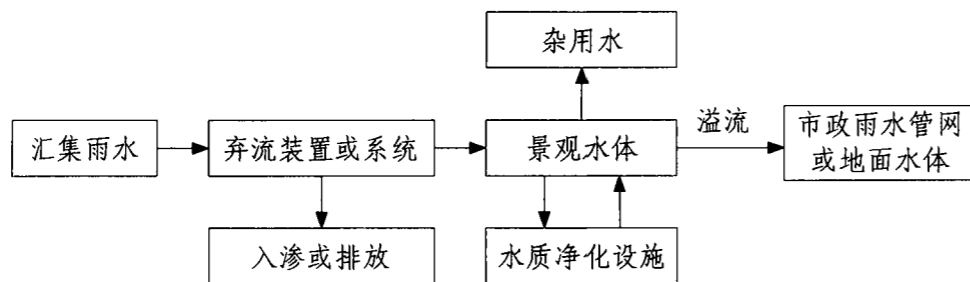 杂用水
汇集雨水
弃流装置或系统
景观水体
溢流
市政雨水管网
或地面水体
入渗或排放
水质净化设施